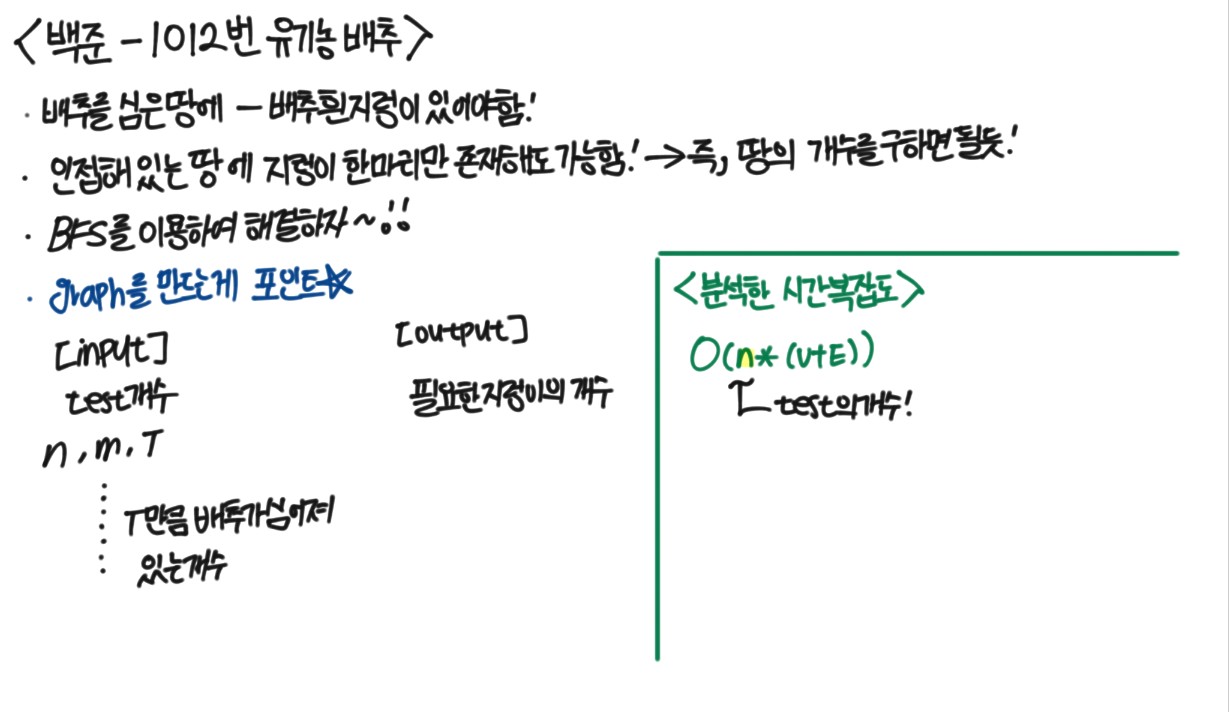 <백준 - 1012번 유기농 배추>
· 배추를 심은땅에 - 배추흰지렁이 있어야함!
· 인접해 있는 땅에 지렁이 한마리만 존재해도 가능함! → 즉, 땅의 개수를 구하면 될듯!
· BFS를 이용하여 해결하자~!!
· graph를 만드는게 포인트☆
[input]
test개수
n, m, T
T만큼 배추가심어져
있는개수
[output]
필요한지렁이의 개수
<분석한 시간복잡도>
O(n*(V+E))
test의개수!